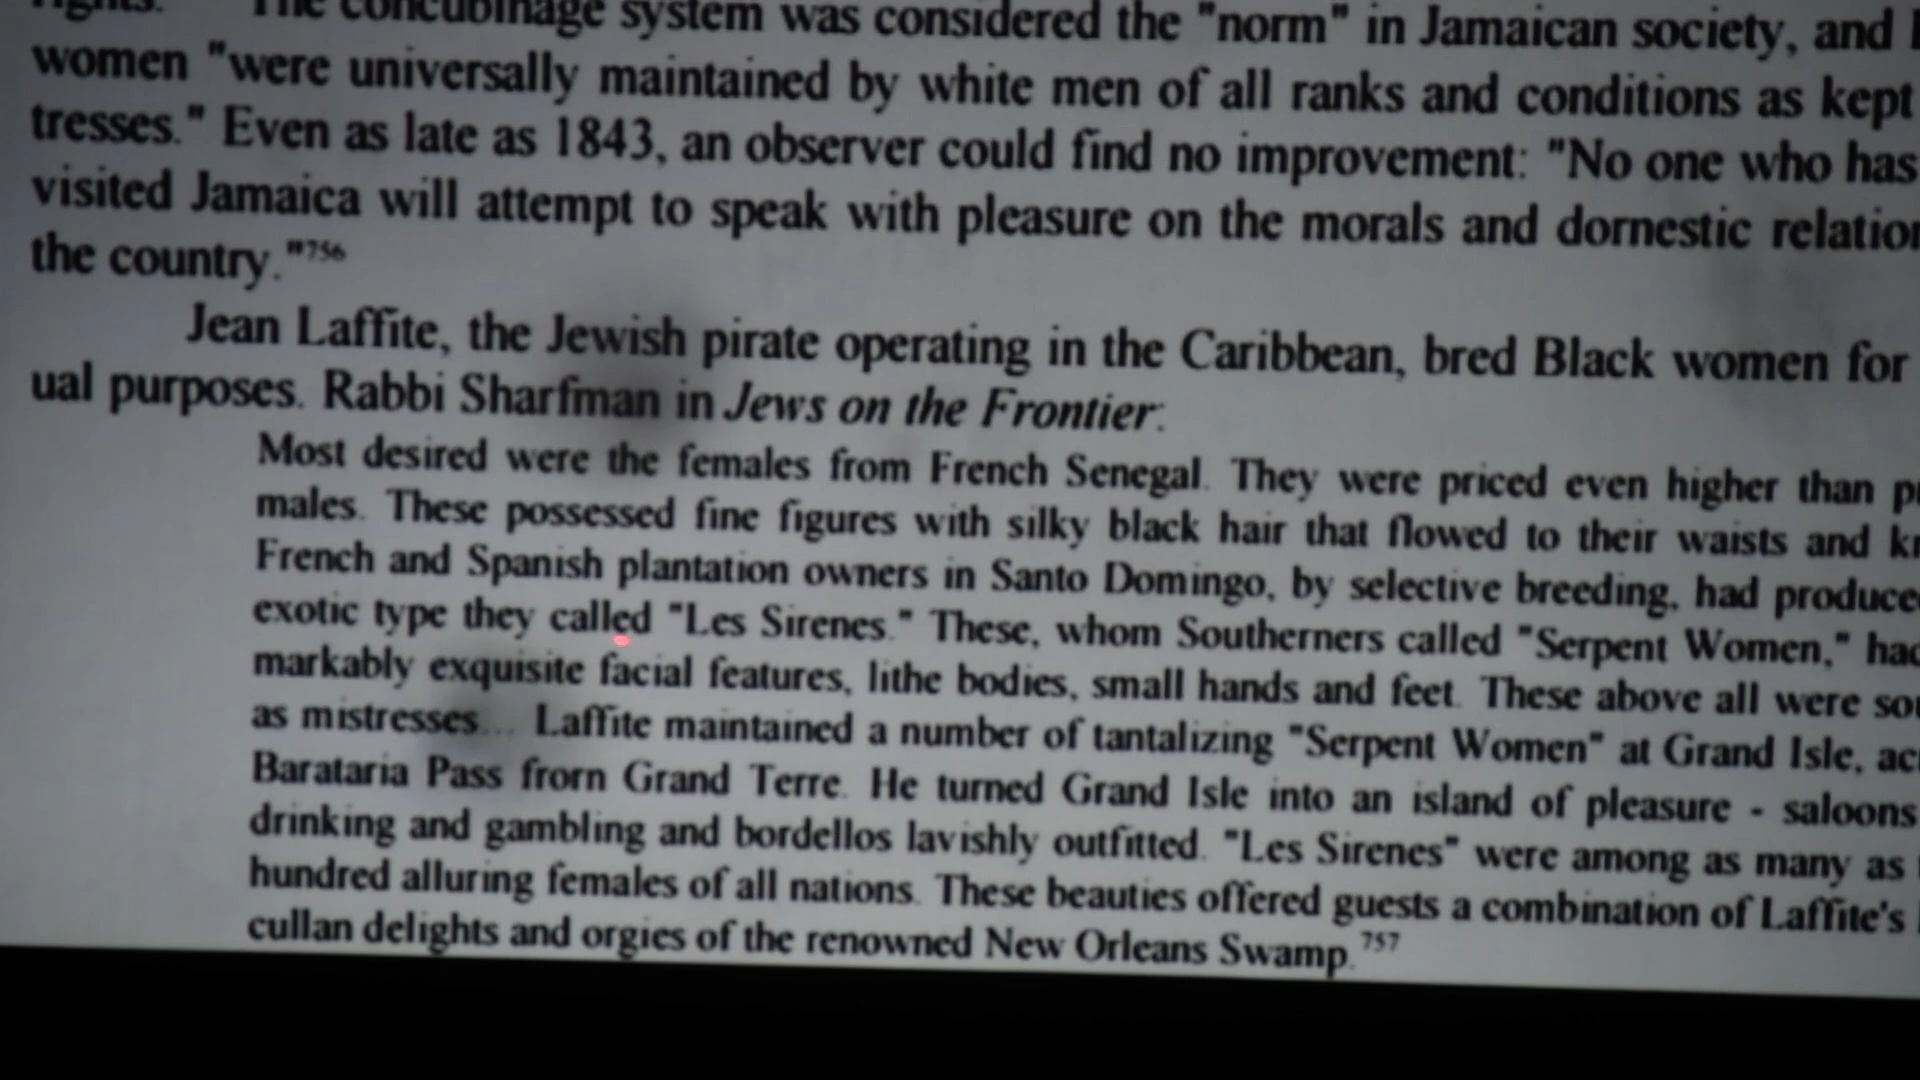 rights. The concubinage system was considered the "norm" in Jamaican society, and
women "were universally maintained by white men of all ranks and conditions as kept
tresses." Even as late as 1843, an observer could find no improvement: "No one who has
visited Jamaica will attempt to speak with pleasure on the morals and dornestic relation
the country."756
Jean Laffite, the Jewish pirate operating in the Caribbean, bred Black women for
ual purposes. Rabbi Sharfman in Jews on the Frontier:
Most desired were the females from French Senegal. They were priced even higher than
males. These possessed fine figures with silky black hair that flowed to their waists and
French and Spanish plantation owners in Santo Domingo, by selective breeding, had produce
exotic type they called "Les Sirenes." These, whom Southerners called "Serpent Women," had
markably exquisite facial features, lithe bodies, small hands and feet. These above all were sou
as mistresses... Laffite maintained a number of tantalizing "Serpent Women" at Grand Isle, ac
Barataria Pass frorn Grand Terre. He turned Grand Isle into an island of pleasure - saloons
drinking and gambling and bordellos lavishly outfitted. "Les Sirenes" were among as many as
hundred alluring females of all nations. These beauties offered guests a combination of Laffite's
cullan delights and orgies of the renowned New Orleans Swamp.757